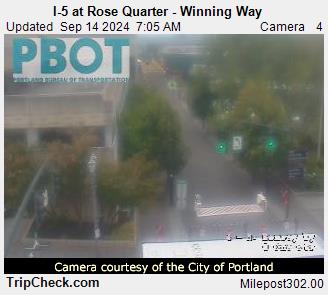 I-5 at Rose Quarter - Winning Way
Updated Sep 14 2024 7:05 AM Camera 4
PBOT
PORTLAND BUREAU OF TRANSPORTATION
Camera courtesy of the City of Portland
TripCheck.com Milepost302.00